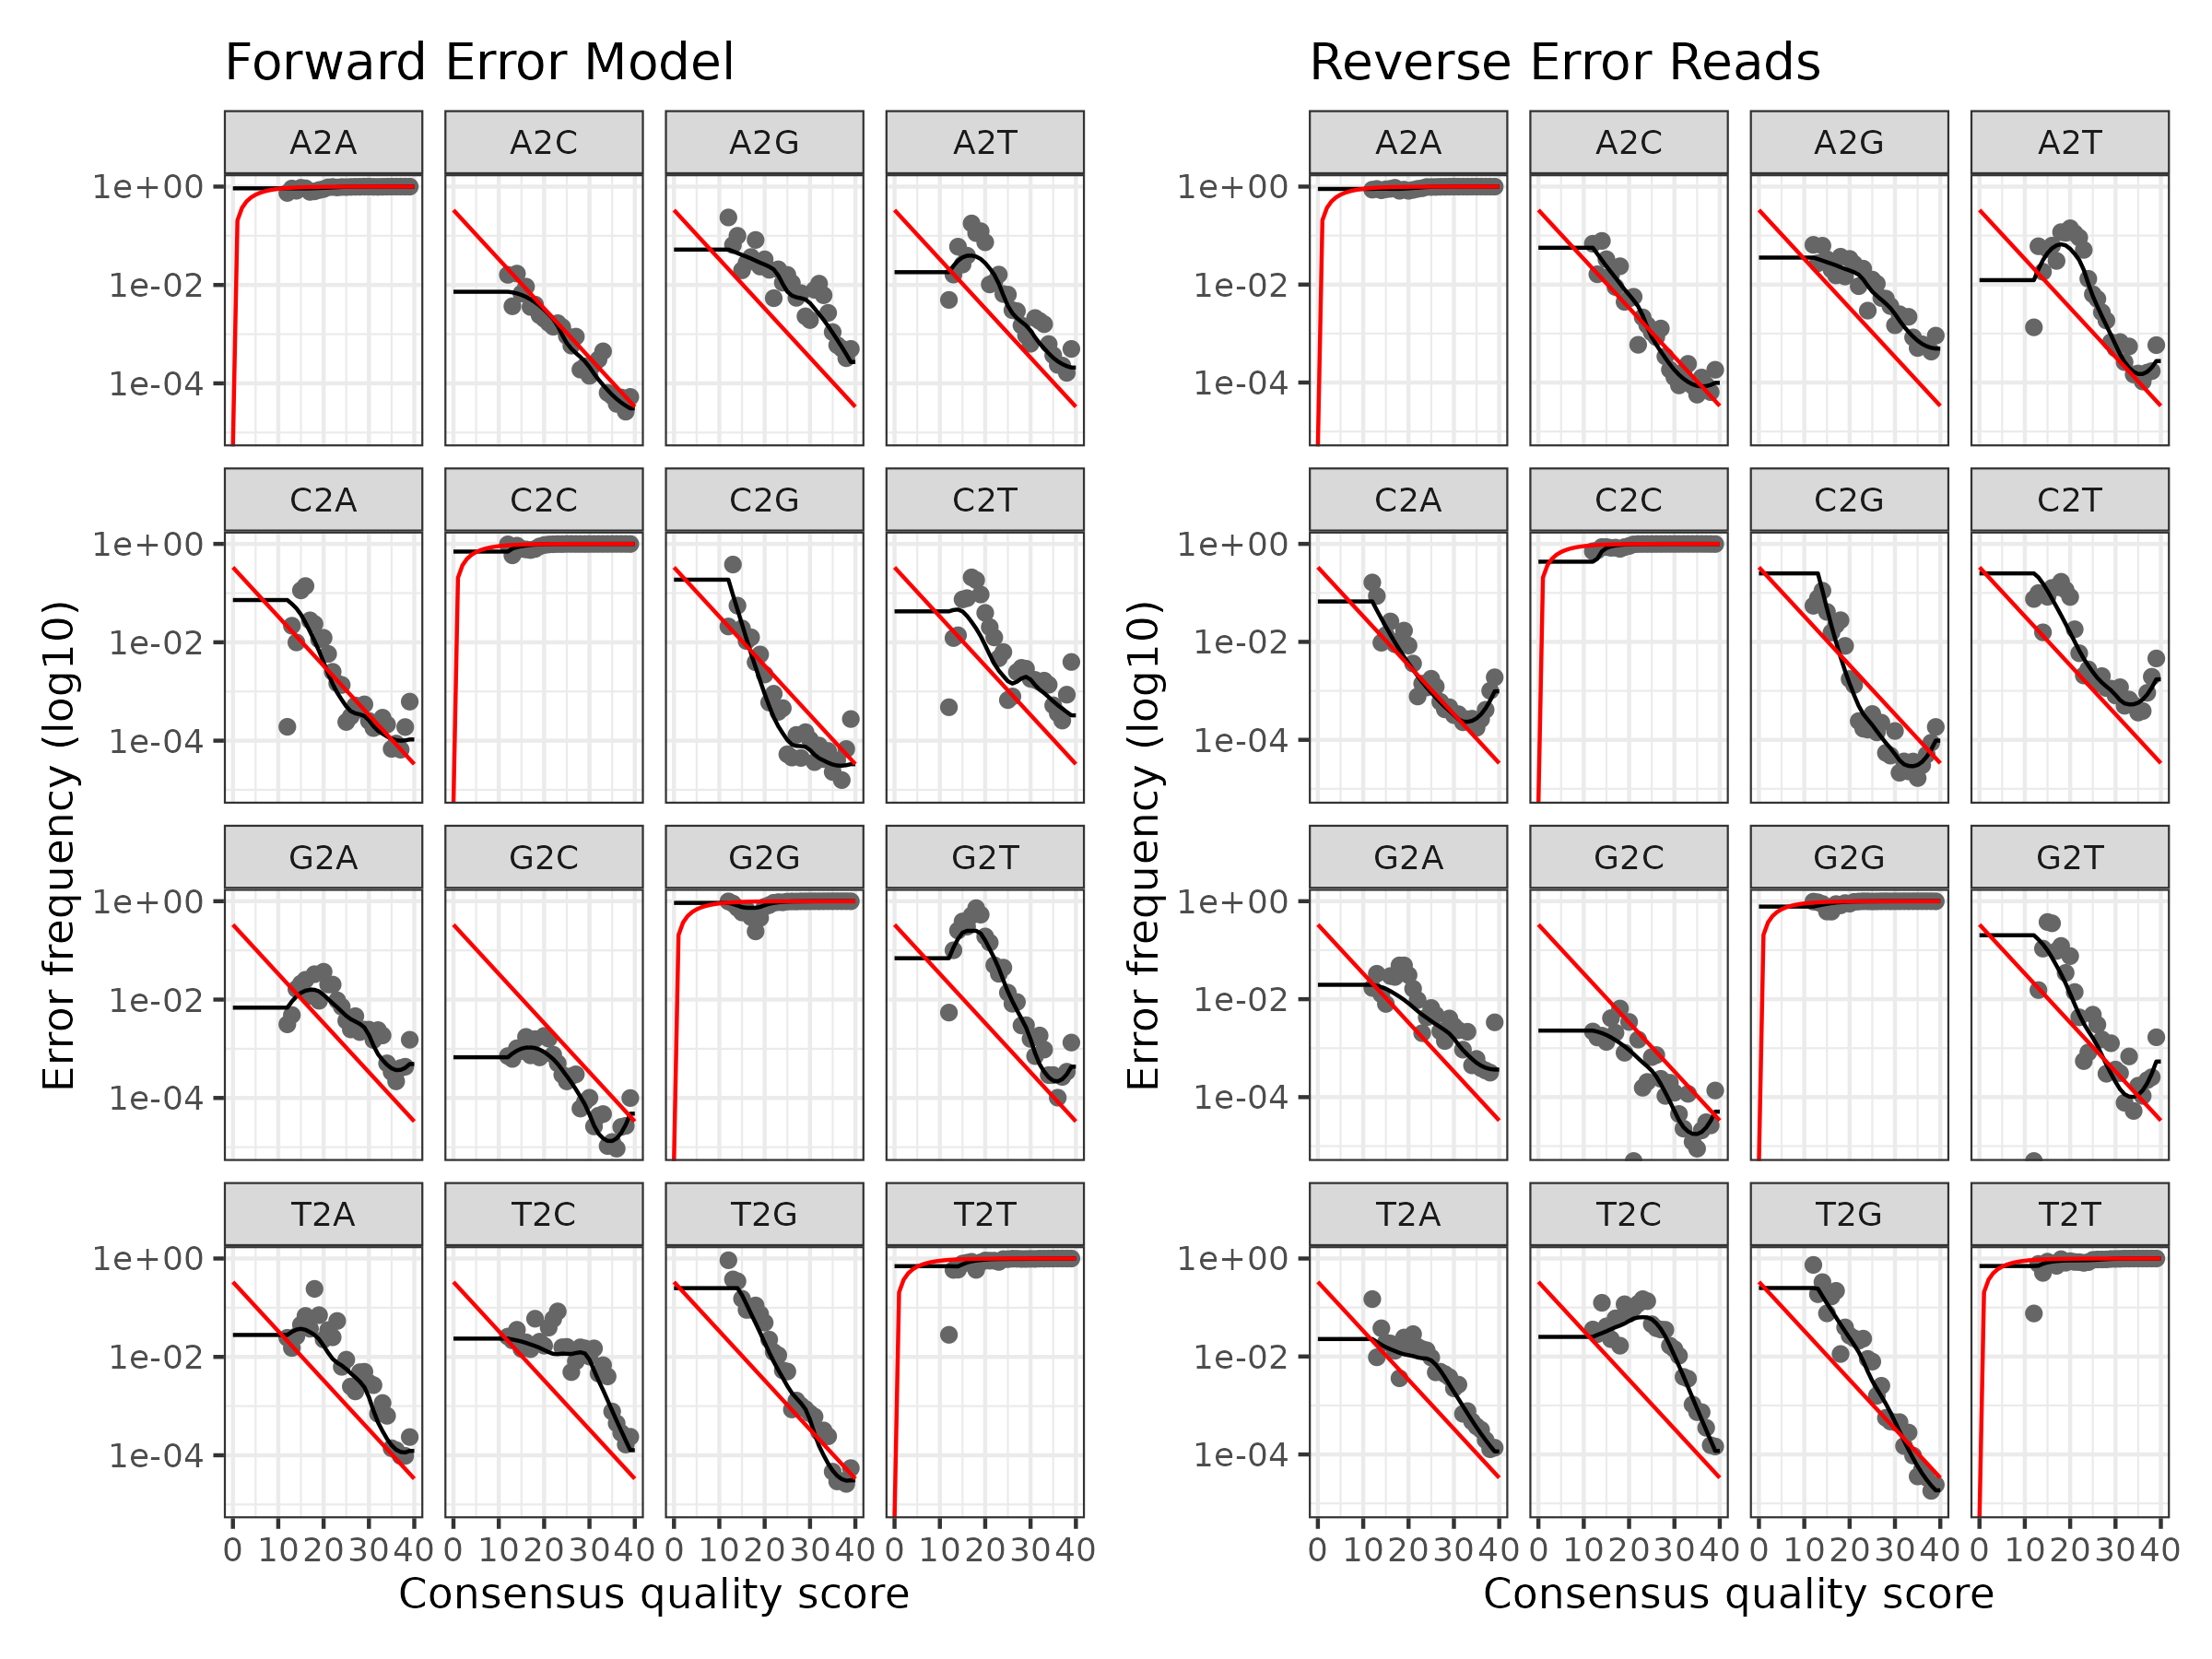 Forward Error Model
A2A A2C A2G A2T
1e+00
1e-02
1e-04
C2A C2C C2G C2T
1e+00
1e-02
1e-04
G2A G2C G2G G2T
1e+00
1e-02
1e-04
T2A T2C T2G T2T
1e+00
1e-02
1e-04
0 10 20 30 40 0 10 20 30 40 0 10 20 30 40 0 10 20 30 40
Consensus quality score
Error frequency (log10)
Reverse Error Reads
A2A A2C A2G A2T
1e+00
1e-02
1e-04
C2A C2C C2G C2T
1e+00
1e-02
1e-04
G2A G2C G2G G2T
1e+00
1e-02
1e-04
T2A T2C T2G T2T
1e+00
1e-02
1e-04
0 10 20 30 40 0 10 20 30 40 0 10 20 30 40 0 10 20 30 40
Consensus quality score
Error frequency (log10)